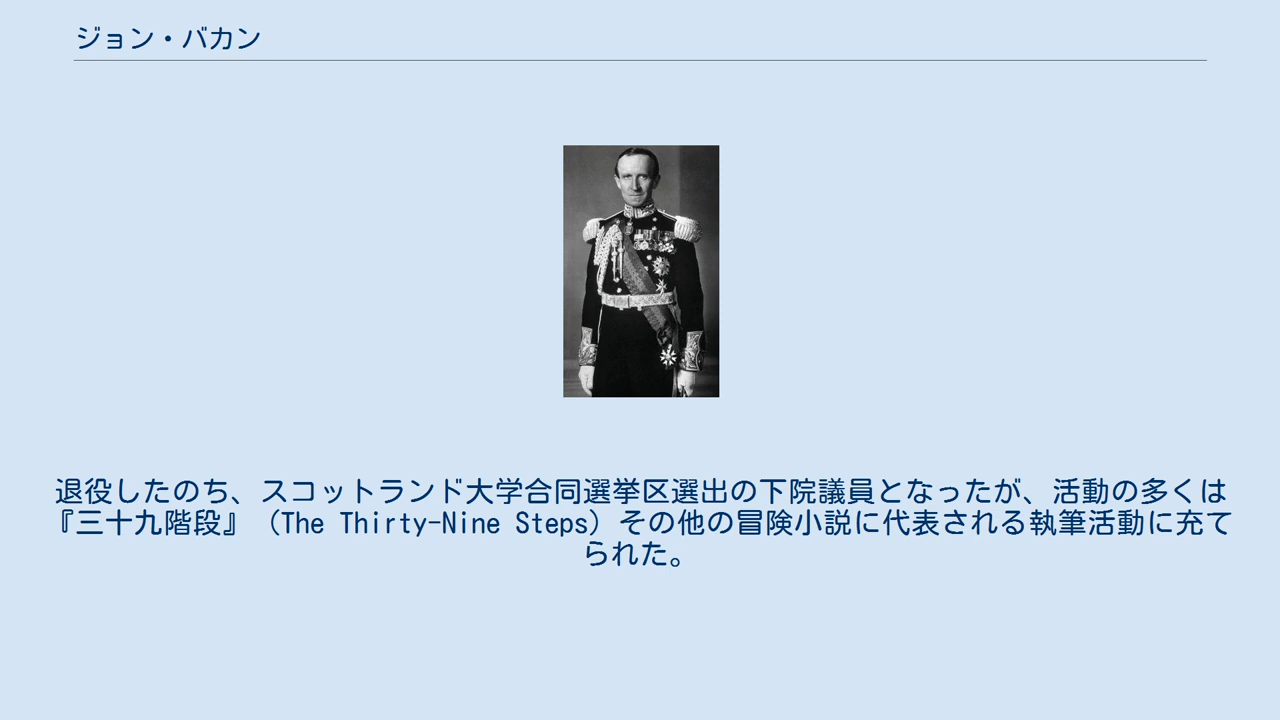 ジョン・バカン
退役したのち、スコットランド大学合同選挙区選出の下院議員となったが、活動の多くは
『三十九階段』（The Thirty-Nine Steps）その他の冒険小説に代表される執筆活動に充て
られた。